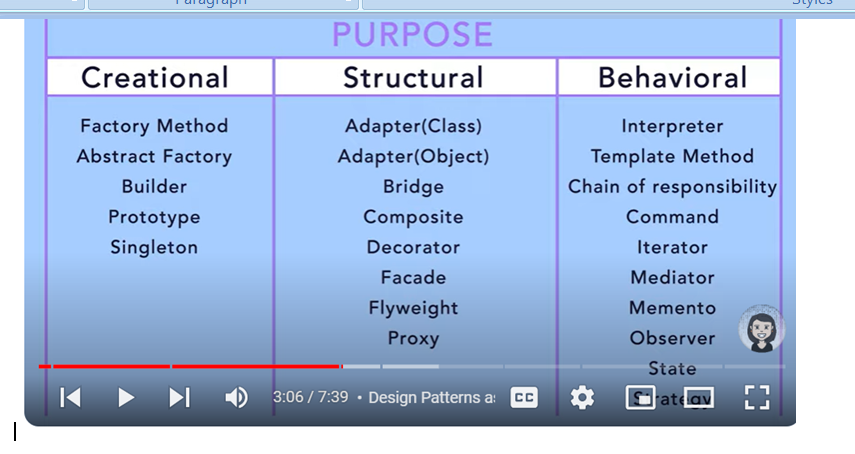 Paragraph Styles
PURPOSE
Creational Structural Behavioral
Factory Method Adapter(Class) Interpreter
Abstract Factory Adapter(Object) Template Method
Builder Bridge Chain of responsibility
Prototype Composite Command
Singleton Decorator Iterator
Facade Mediator
Flyweight Memento
Proxy Observer
State
Strategy
3:06 / 7:39 • Design Patterns a CC